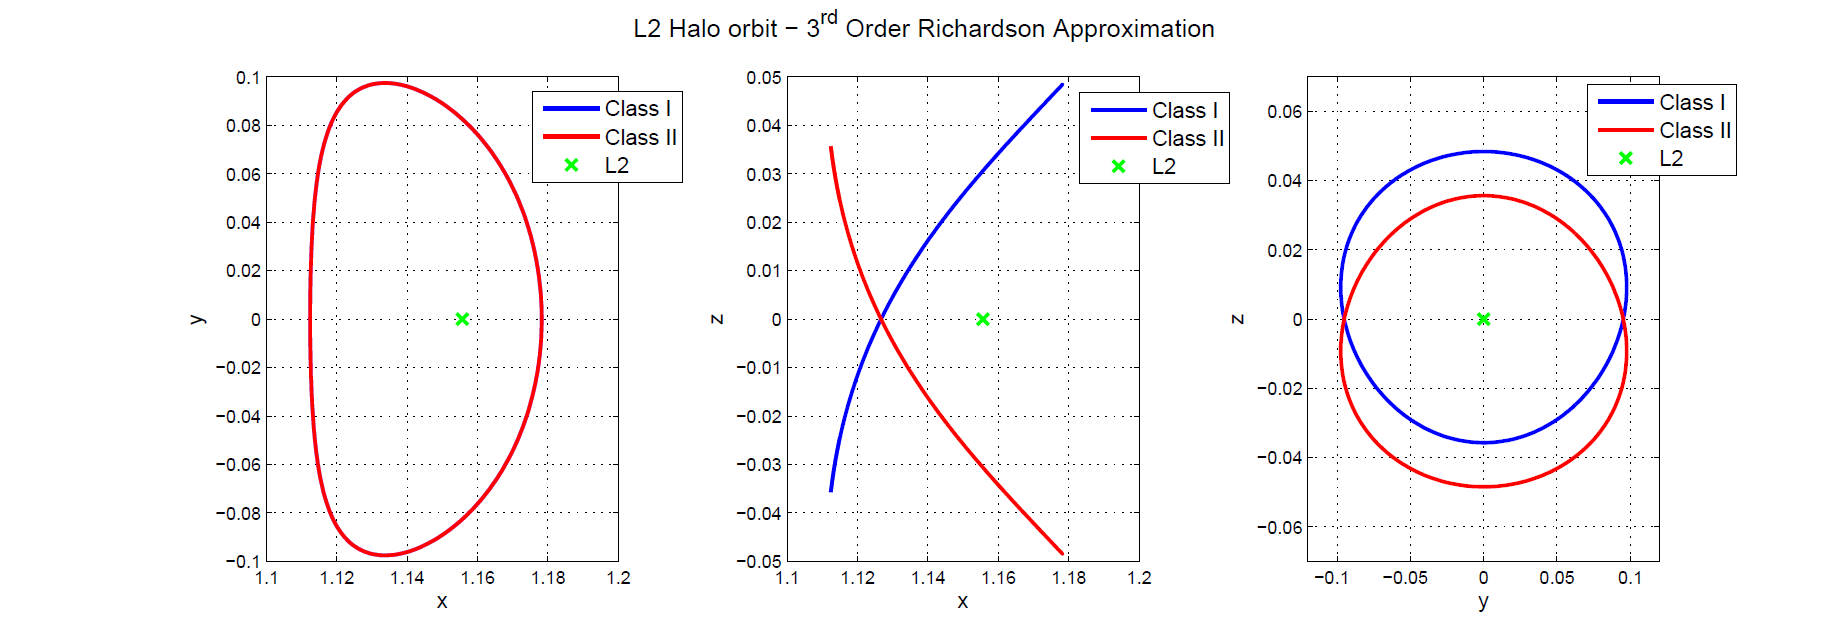 L2 Halo orbit − 3rd Order Richardson Approximation
Class I
Class II
L2
0.1
0.08
0.06
0.04
0.02
0
−0.02
−0.04
−0.06
−0.08
−0.1
1.1 1.12 1.14 1.16 1.18 1.2
x
y
Class I
Class II
L2
0.05
0.04
0.03
0.02
0.01
0
−0.01
−0.02
−0.03
−0.04
−0.05
1.1 1.12 1.14 1.16 1.18 1.2
x
z
Class I
Class II
L2
0.06
0.04
0.02
0
−0.02
−0.04
−0.06
−0.1 −0.05 0 0.05 0.1
y
z